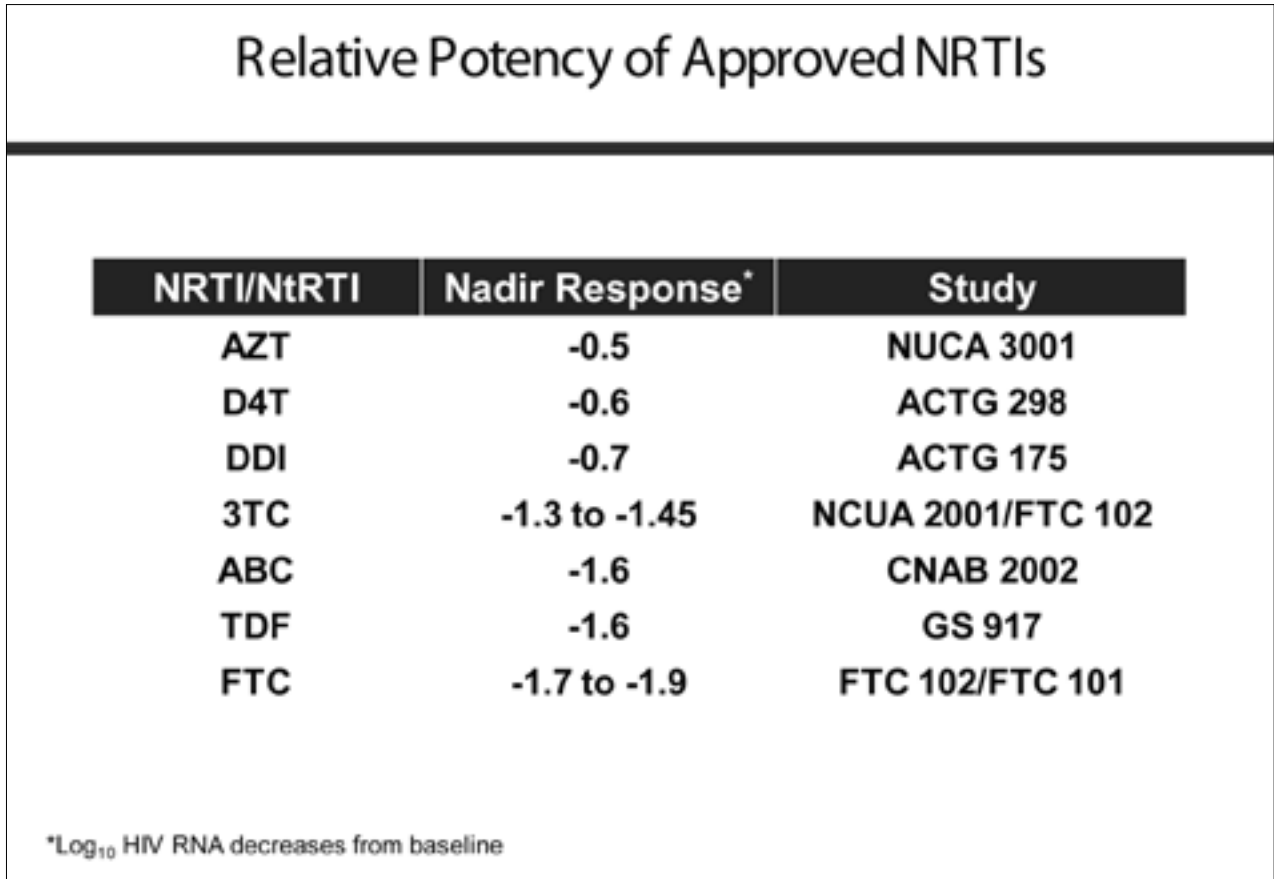 Relative Potency of Approved NRTIs
NRTI/NtRTI Nadir Response* Study
AZT -0.5 NUCA 3001
D4T -0.6 ACTG 298
DDI -0.7 ACTG 175
3TC -1.3 to -1.45 NCUA 2001/FTC 102
ABC -1.6 CNAB 2002
TDF -1.6 GS 917
FTC -1.7 to -1.9 FTC 102/FTC 101
*Log₁₀ HIV RNA decreases from baseline